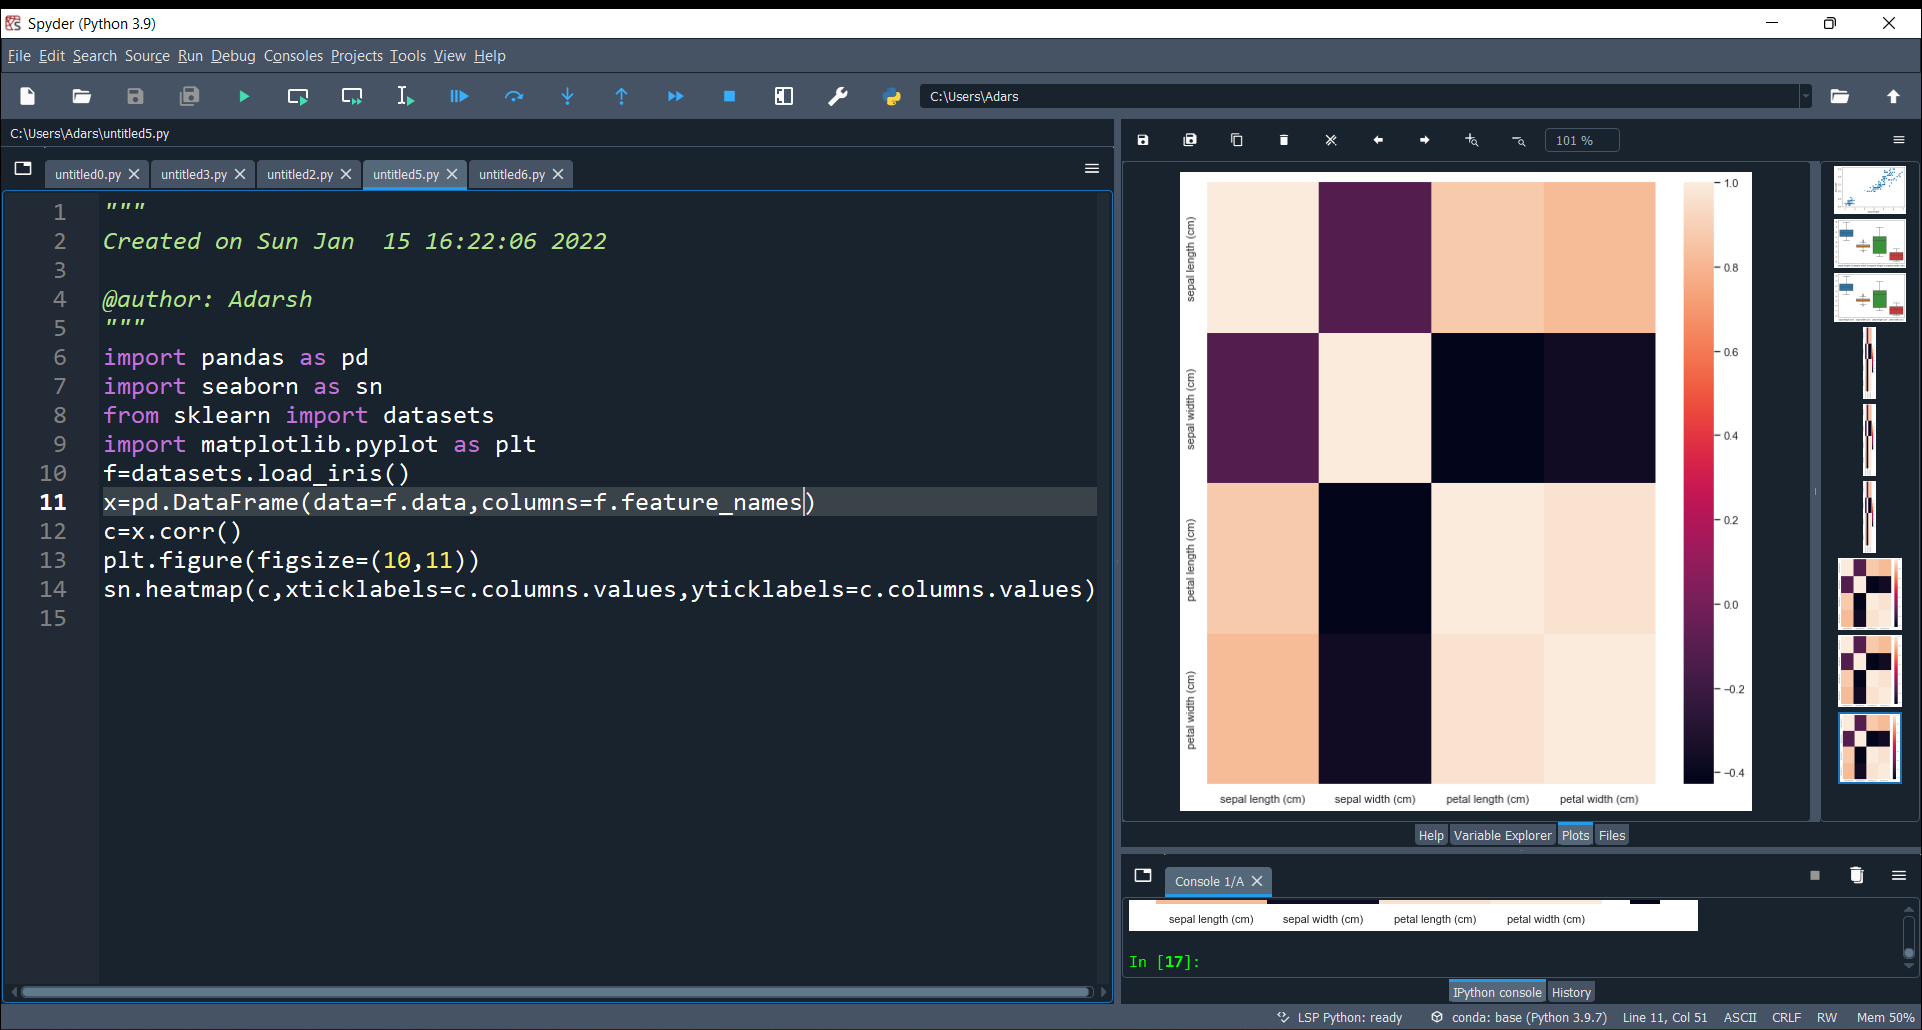 Spyder (Python 3.9)
File Edit Search Source Run Debug Consoles Projects Tools View Help
C:\Users\Adars
C:\Users\Adars\untitled5.py
untitled0.py untitled3.py untitled2.py untitled5.py untitled6.py
1 """
2 Created on Sun Jan  15 16:22:06 2022
3
4 @author: Adarsh
5 """
6 import pandas as pd
7 import seaborn as sn
8 from sklearn import datasets
9 import matplotlib.pyplot as plt
10 f=datasets.load_iris()
11 x=pd.DataFrame(data=f.data,columns=f.feature_names)
12 c=x.corr()
13 plt.figure(figsize=(10,11))
14 sn.heatmap(c,xticklabels=c.columns.values,yticklabels=c.columns.values)
15
101 %
sepal length (cm)
sepal width (cm)
petal length (cm)
petal width (cm)
sepal length (cm) sepal width (cm) petal length (cm) petal width (cm)
1.0
0.8
0.6
0.4
0.2
0.0
-0.2
-0.4
Help Variable Explorer Plots Files
Console 1/A
sepal length (cm) sepal width (cm) petal length (cm) petal width (cm)
In [17]:
IPython console History
LSP Python: ready conda: base (Python 3.9.7) Line 11, Col 51 ASCII CRLF RW Mem 50%